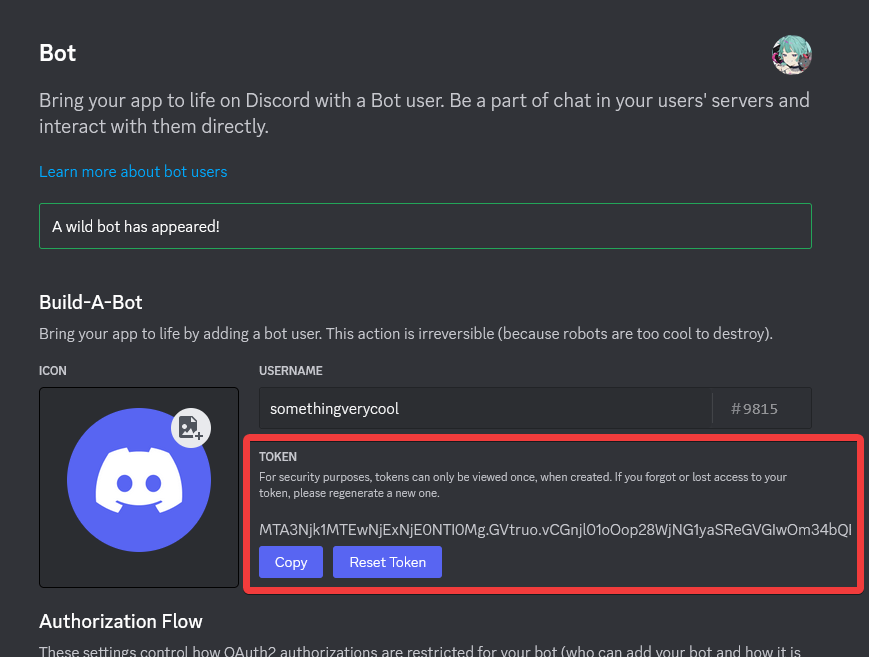 Bot
Bring your app to life on Discord with a Bot user. Be a part of chat in your users' servers and
interact with them directly.
Learn more about bot users
A wild bot has appeared!
Build-A-Bot
Bring your app to life by adding a bot user. This action is irreversible (because robots are too cool to destroy).
ICON
USERNAME
somethingverycool
#9815
TOKEN
For security purposes, tokens can only be viewed once, when created. If you forgot or lost access to your
token, please regenerate a new one.
Copy
Reset Token
Authorization Flow
These settings control how OAuth2 authorizations are restricted for your bot (who can add your bot and how it is